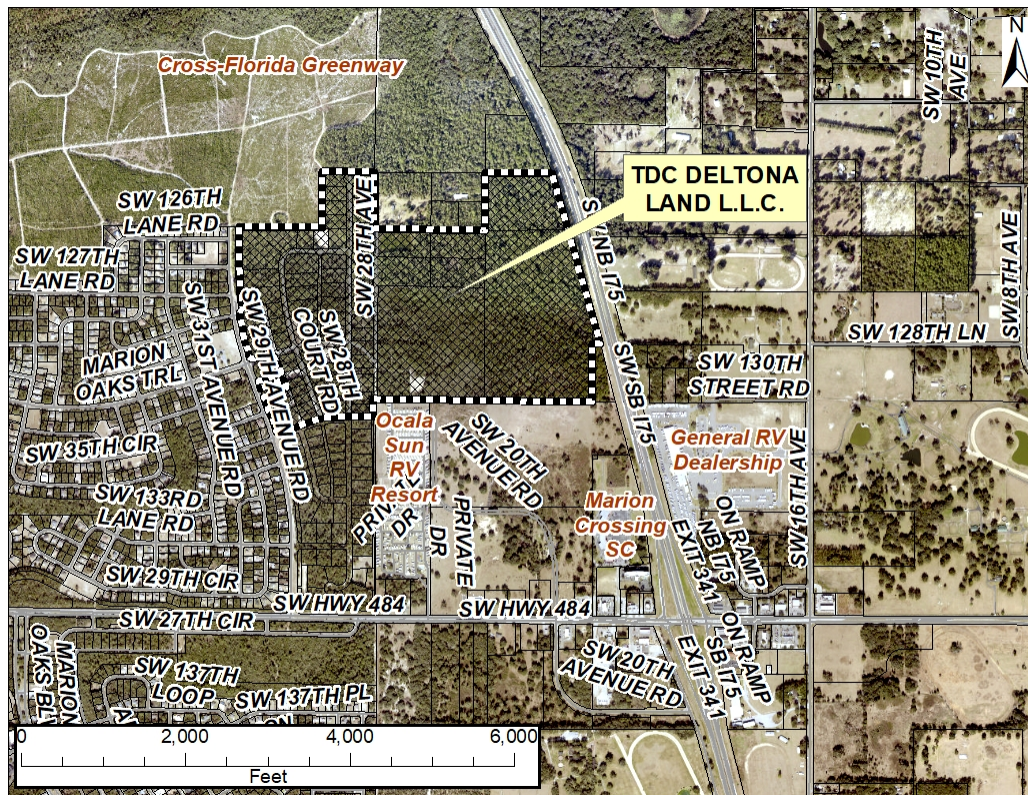 Cross-Florida Greenway
N
SW 10TH
AVE
TDC DELTONA
LAND L.L.C.
SW 126TH
LANE RD
SW 28TH AVE
SW 127TH
LANE RD
NB I75
SW 8TH AVE
SW 31ST AVENUE RD
SW 29TH AVENUE RD
SW 28TH
COURT RD
SW 128TH LN
MARION
OAKS TRL
SW SB I75
SW 130TH
STREET RD
SW 35TH CIR
Ocala
Sun
RV
Resort
SW 20TH
AVENUE RD
General RV
Dealership
SW 16TH AVE
SW 133RD
LANE RD
PRIVATE
DR
PRIVATE
DR
Marion
Crossing
SC
EXIT 341
NB I75
ON RAMP
SW 29TH CIR
SW HWY 484
SW HWY 484
SW 27TH CIR
MARION
OAKS BL
SW 137TH
LOOP
SW 137TH PL
SW 20TH
AVENUE RD
EXIT 341
SB I75
ON RAMP
0 2,000 4,000 6,000
Feet